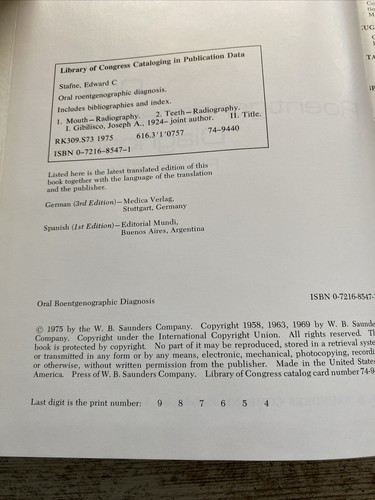 Library of Congress Cataloging in Publication Data
Stafne, Edward C
Oral roentgenographic diagnosis.
Includes bibliographies and index.
1. Mouth—Radiography. 2. Teeth—Radiography.
I. Gibilisco, Joseph A., 1924– joint author. II. Title.
RK309.S73 1975 616.3'1'0757 74-9440
ISBN 0-7216-8547-1
Listed here is the latest translated edition of this
book together with the language of the translation
and the publisher.
German (3rd Edition)—Medica Verlag,
Stuttgart, Germany
Spanish (1st Edition)—Editorial Mundi,
Buenos Aires, Argentina
Oral Roentgenographic Diagnosis ISBN 0-7216-8547-
© 1975 by the W. B. Saunders Company. Copyright 1958, 1963, 1969 by W. B. Saunde
Company. Copyright under the International Copyright Union. All rights reserved. Thi
book is protected by copyright. No part of it may be reproduced, stored in a retrieval syste
or transmitted in any form or by any means, electronic, mechanical, photocopying, recordi
or otherwise, without written permission from the publisher. Made in the United States
America. Press of W. B. Saunders Company. Library of Congress catalog card number 74-9
Last digit is the print number: 9 8 7 6 5 4